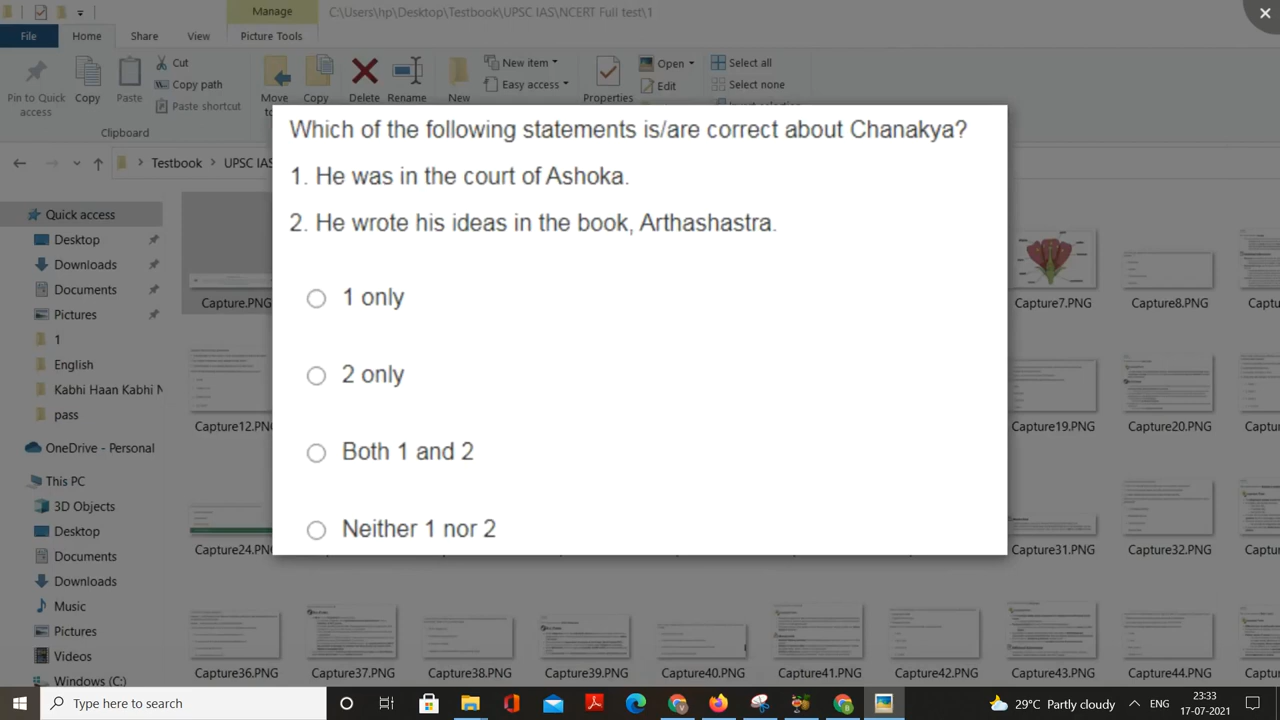 Manage
C:\Users\hp\Desktop\Testbook\UPSC IAS\NCERT Full test\1
File
Home
Share
View
Picture Tools
Pin to Quick access
Copy
Paste
Cut
Copy path
Paste shortcut
Move
Copy
Delete
Rename
New
New item
Easy access
Properties
Open
Edit
Select all
Select none
Clipboard
Testbook
UPSC IAS
Which of the following statements is/are correct about Chanakya?
1. He was in the court of Ashoka.
2. He wrote his ideas in the book, Arthashastra.
1 only
2 only
Both 1 and 2
Neither 1 nor 2
Quick access
Desktop
Downloads
Documents
Pictures
1
English
Kabhi Haan Kabhi N
pass
OneDrive - Personal
This PC
3D Objects
Desktop
Documents
Downloads
Music
Pictures
Videos
Windows (C:)
Capture.PNG
Capture7.PNG
Capture8.PNG
Captu
Capture12.PN
Capture19.PNG
Capture20.PNG
Captu
Capture24.PN
Capture31.PNG
Capture32.PNG
Captu
Capture36.PNG
Capture37.PNG
Capture38.PNG
Capture39.PNG
Capture40.PNG
Capture41.PNG
Capture42.PNG
Capture43.PNG
Capture44.PNG
Captu
Type here to search
29°C Partly cloudy
ENG
23:33
17-07-2021